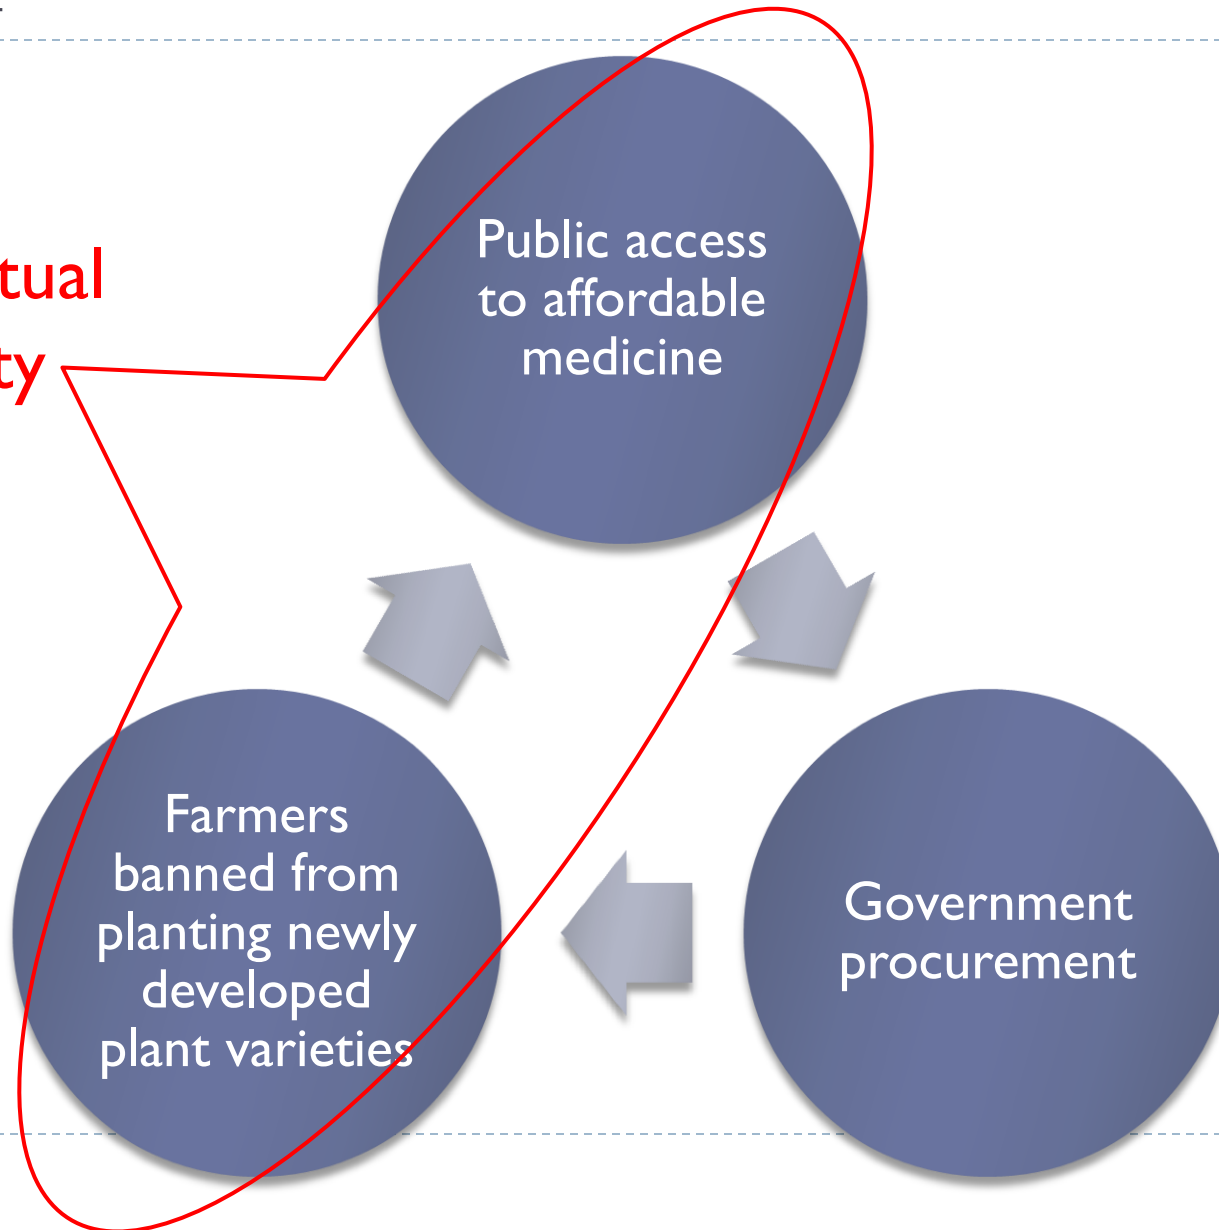 Public access
to affordable
medicine
tual
ty
Farmers
banned from
planting newly
developed
plant varieties
Government
procurement